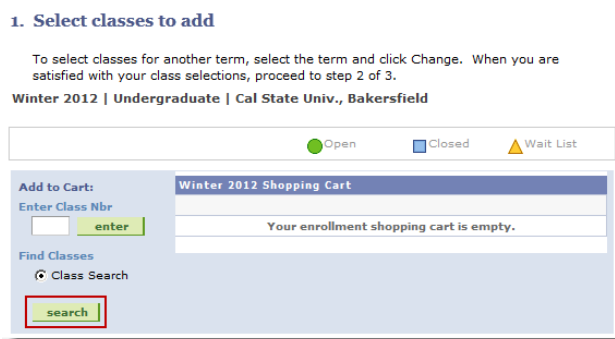 1. Select classes to add
To select classes for another term, select the term and click Change. When you are
satisfied with your class selections, proceed to step 2 of 3.
Winter 2012 | Undergraduate | Cal State Univ., Bakersfield
Open Closed Wait List
Add to Cart:
Enter Class Nbr
enter
Find Classes
Class Search
search
Winter 2012 Shopping Cart
Your enrollment shopping cart is empty.